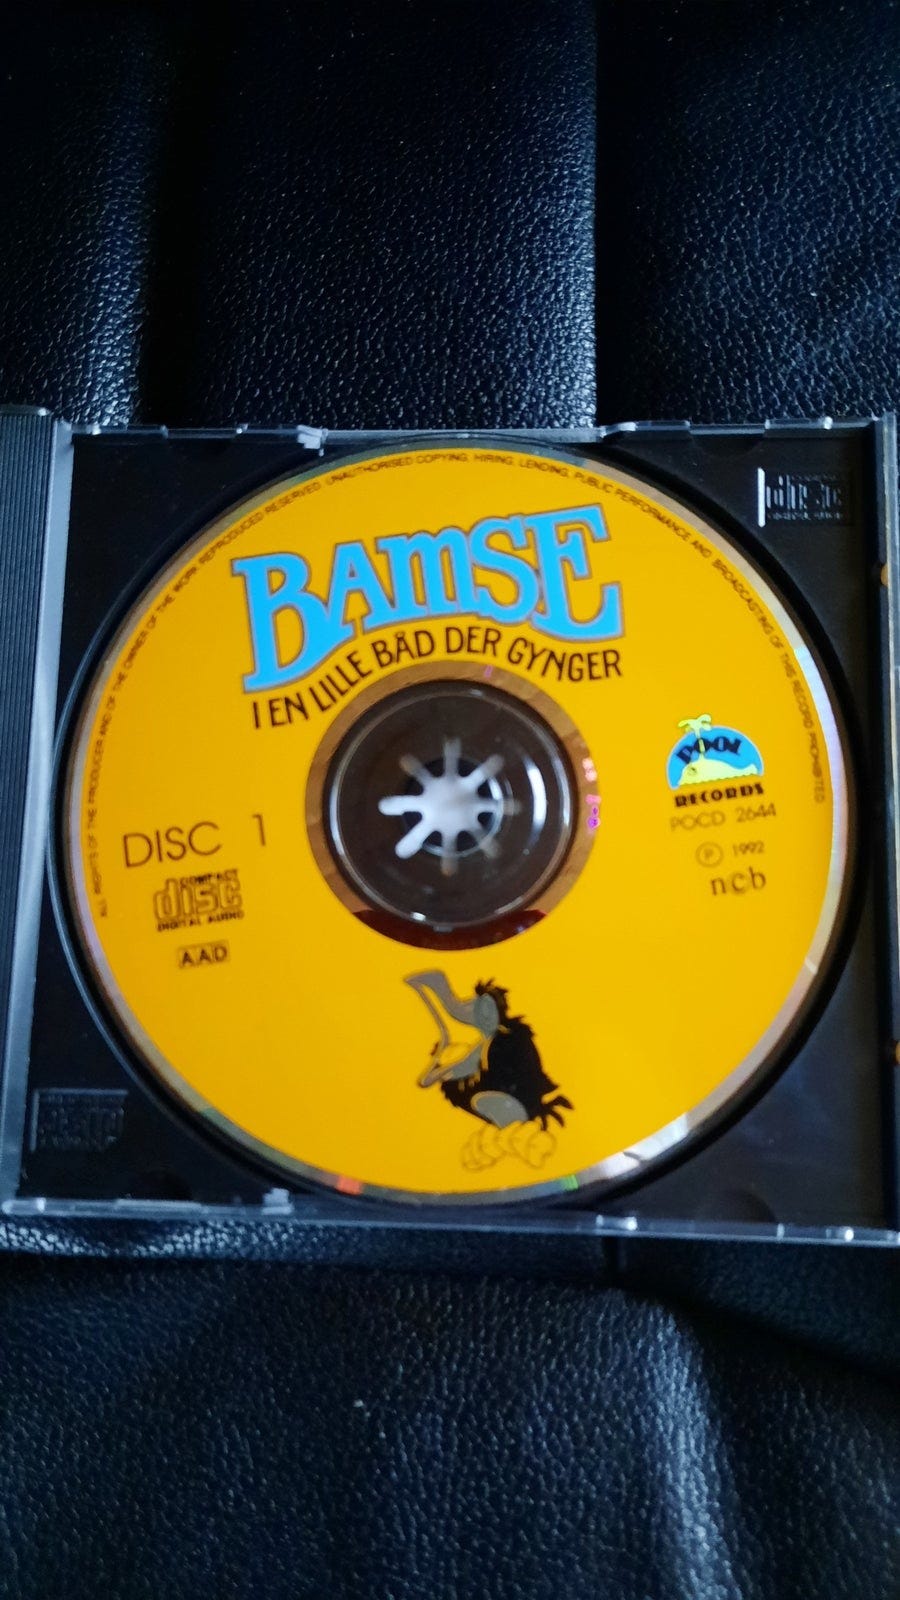 ALL RIGHTS OF THE PRODUCER AND OF THE OWNER OF THE WORK REPRODUCED RESERVED. UNAUTHORISED COPYING, HIRING, LENDING, PUBLIC PERFORMANCE AND BROADCASTING OF THIS RECORD PROHIBITED
BAMSE
I EN LILLE BÅD DER GYNGER
POOL
RECORDS
POCD 2644
Ⓟ 1992
ncb
DISC 1
COMPACT
disc
DIGITAL AUDIO
AAD
disc